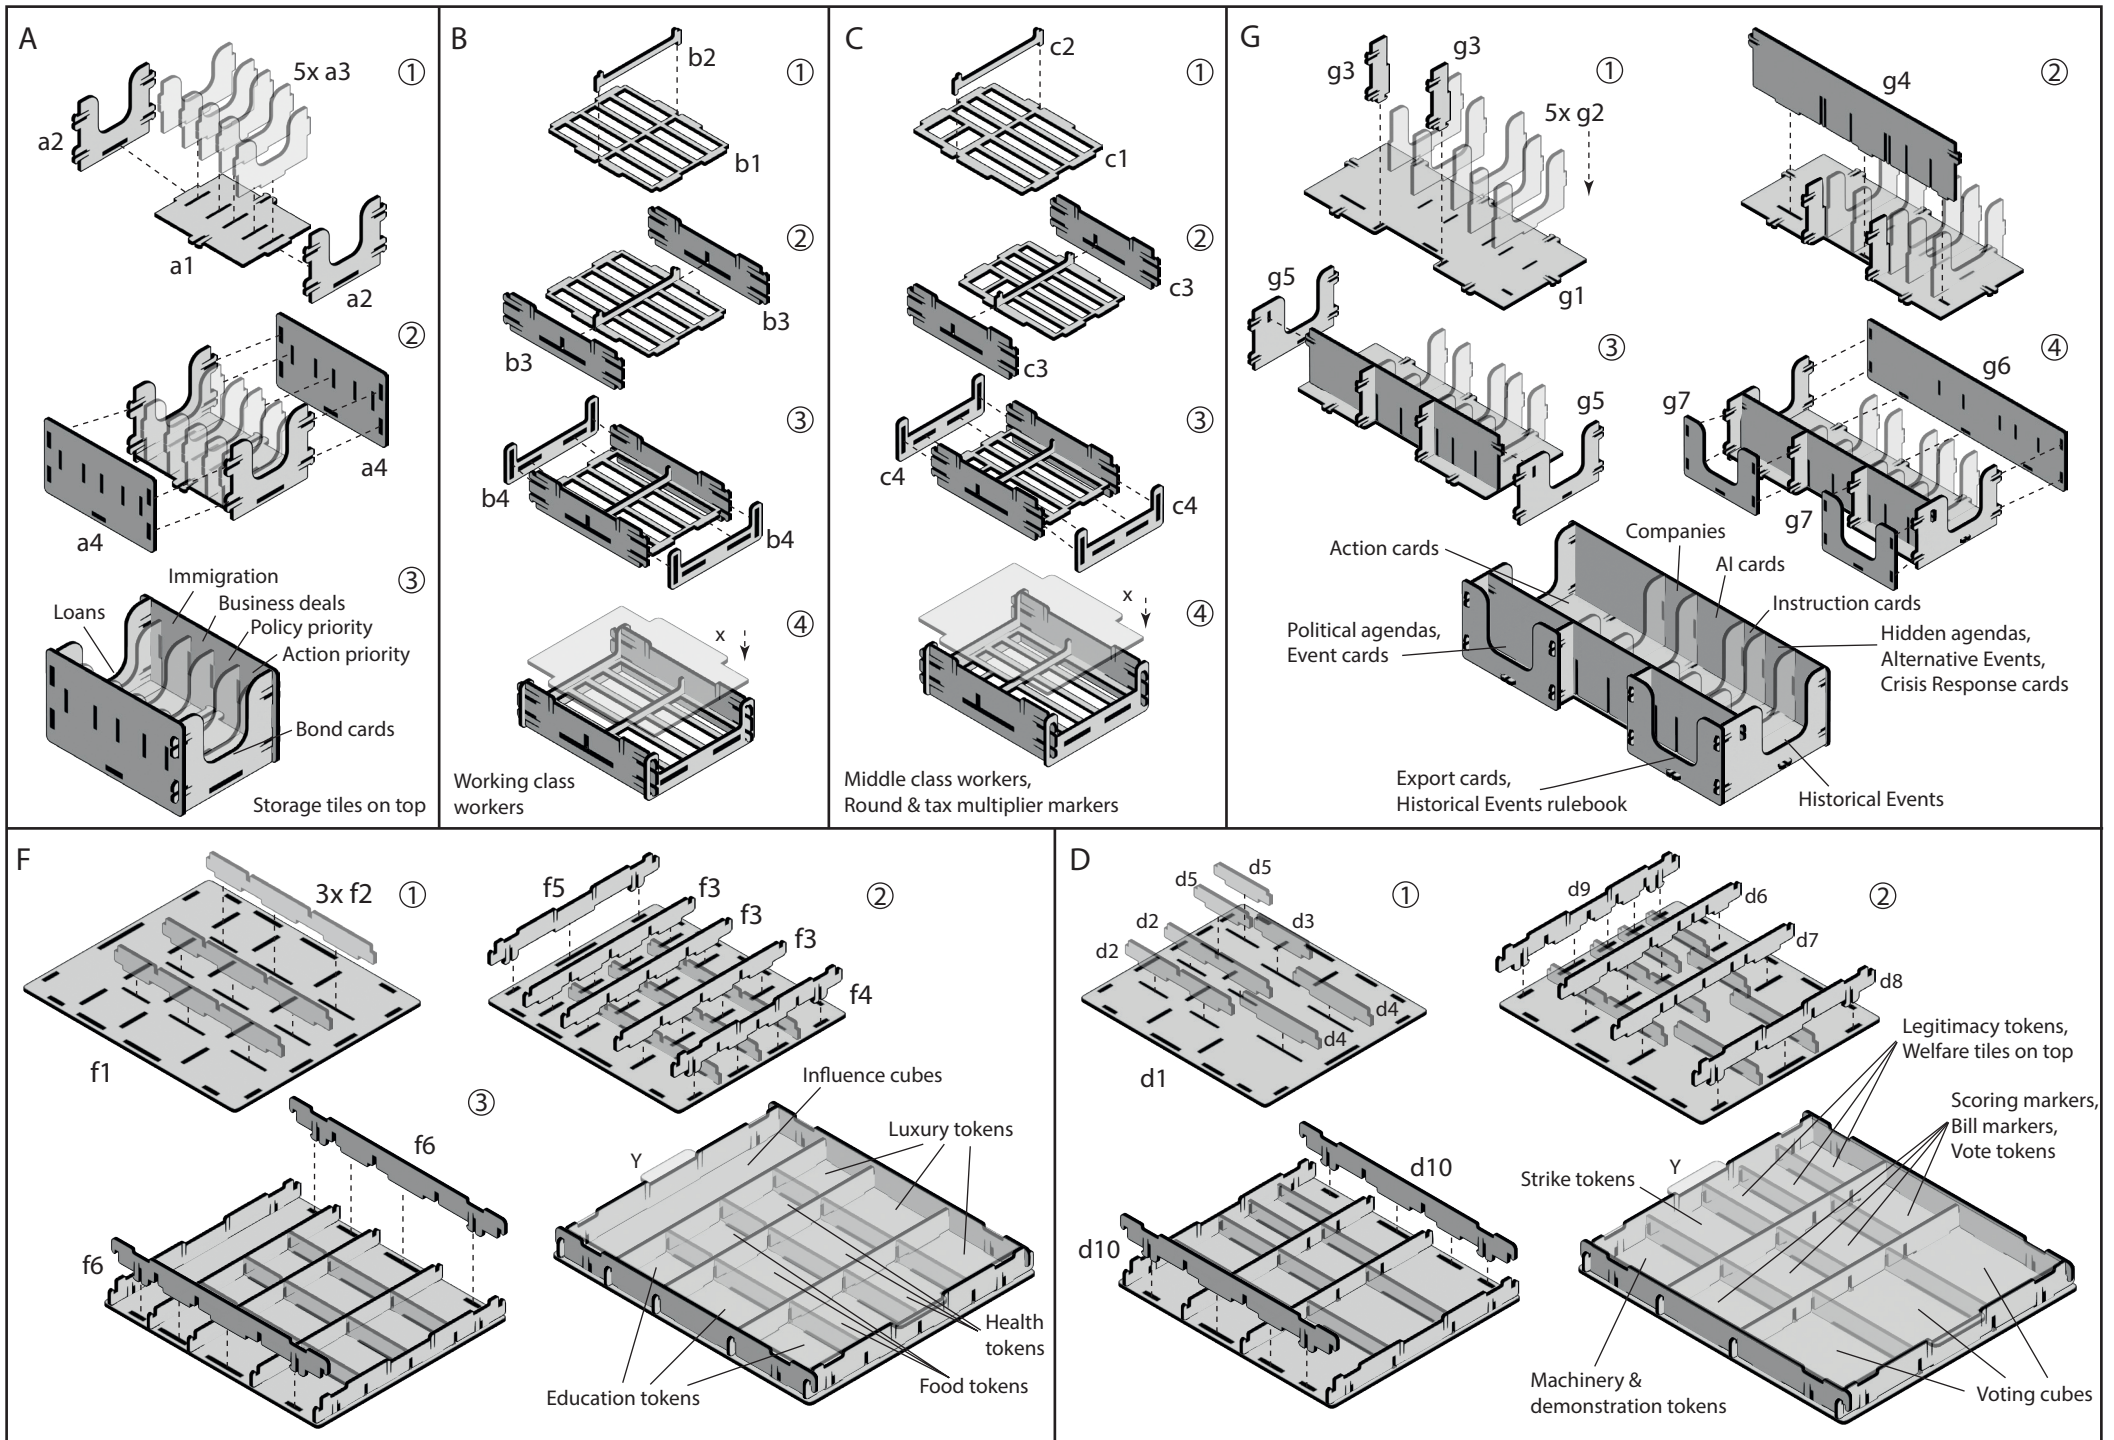 A
5x a3
①
a2
a1
a2
②
a4
a4
③
Immigration
Loans
Business deals
Policy priority
Action priority
Bond cards
Storage tiles on top
B
b2
①
b1
②
b3
b3
③
b4
b4
x
④
Working class
workers
C
c2
①
c1
②
c3
c3
③
c4
c4
x
④
Middle class workers,
Round & tax multiplier markers
G
g3
g3
①
5x g2
g1
②
g4
g5
③
g5
④
g6
g7
g7
Companies
Action cards
AI cards
Instruction cards
Political agendas,
Event cards
Hidden agendas,
Alternative Events,
Crisis Response cards
Export cards,
Historical Events rulebook
Historical Events
F
3x f2
①
f1
f5
f3
f3
f3
f4
②
③
f6
f6
Influence cubes
Luxury tokens
Y
Health
tokens
Food tokens
Education tokens
D
d5
d5
①
d2
d3
d2
d4
d4
d1
d9
d6
②
d7
d8
Legitimacy tokens,
Welfare tiles on top
Scoring markers,
Bill markers,
Vote tokens
d10
d10
Y
Strike tokens
Machinery &
demonstration tokens
Voting cubes